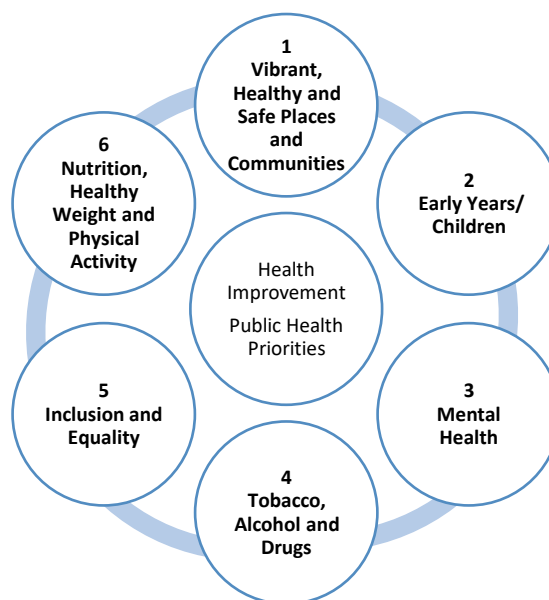 1
Vibrant,
Healthy and
Safe Places
and
Communities
2
Early Years/
Children
3
Mental
Health
4
Tobacco,
Alcohol and
Drugs
5
Inclusion and
Equality
6
Nutrition,
Healthy
Weight and
Physical
Activity
Health
Improvement
Public Health
Priorities